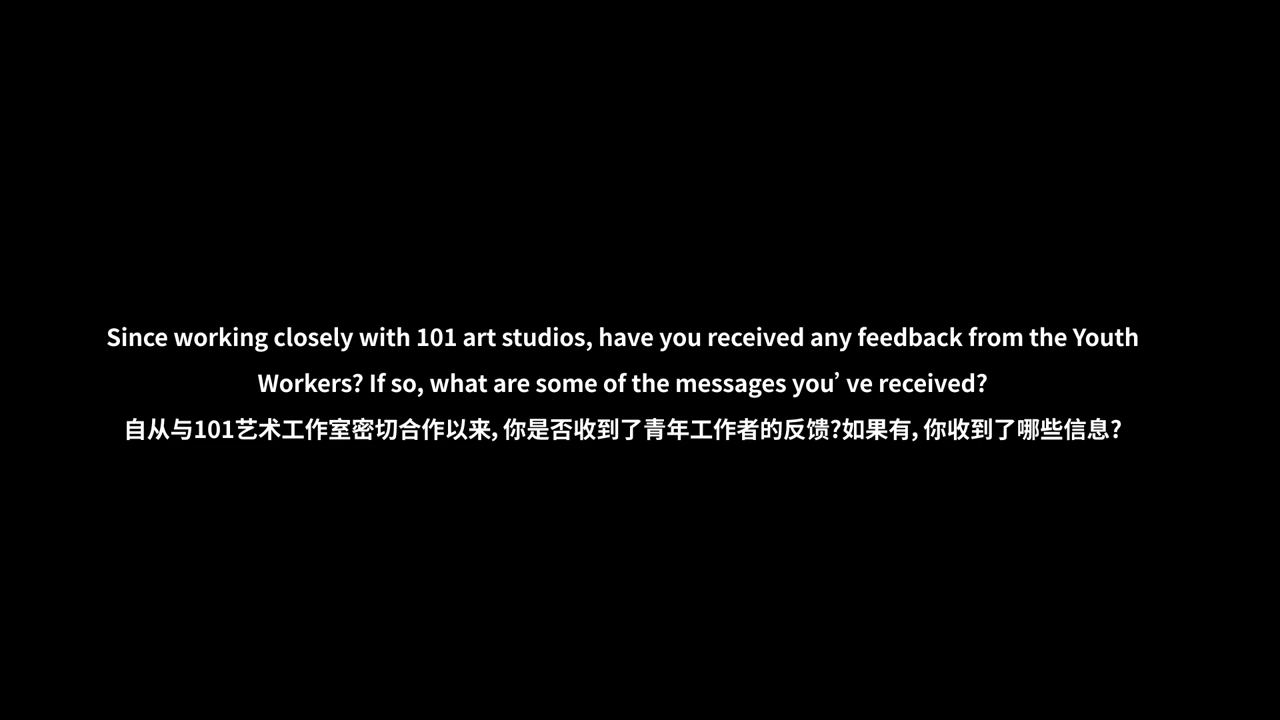 Since working closely with 101 art studios, have you received any feedback from the Youth
Workers? If so, what are some of the messages you’ ve received?
自从与101艺术工作室密切合作以来, 你是否收到了青年工作者的反馈?如果有, 你收到了哪些信息?